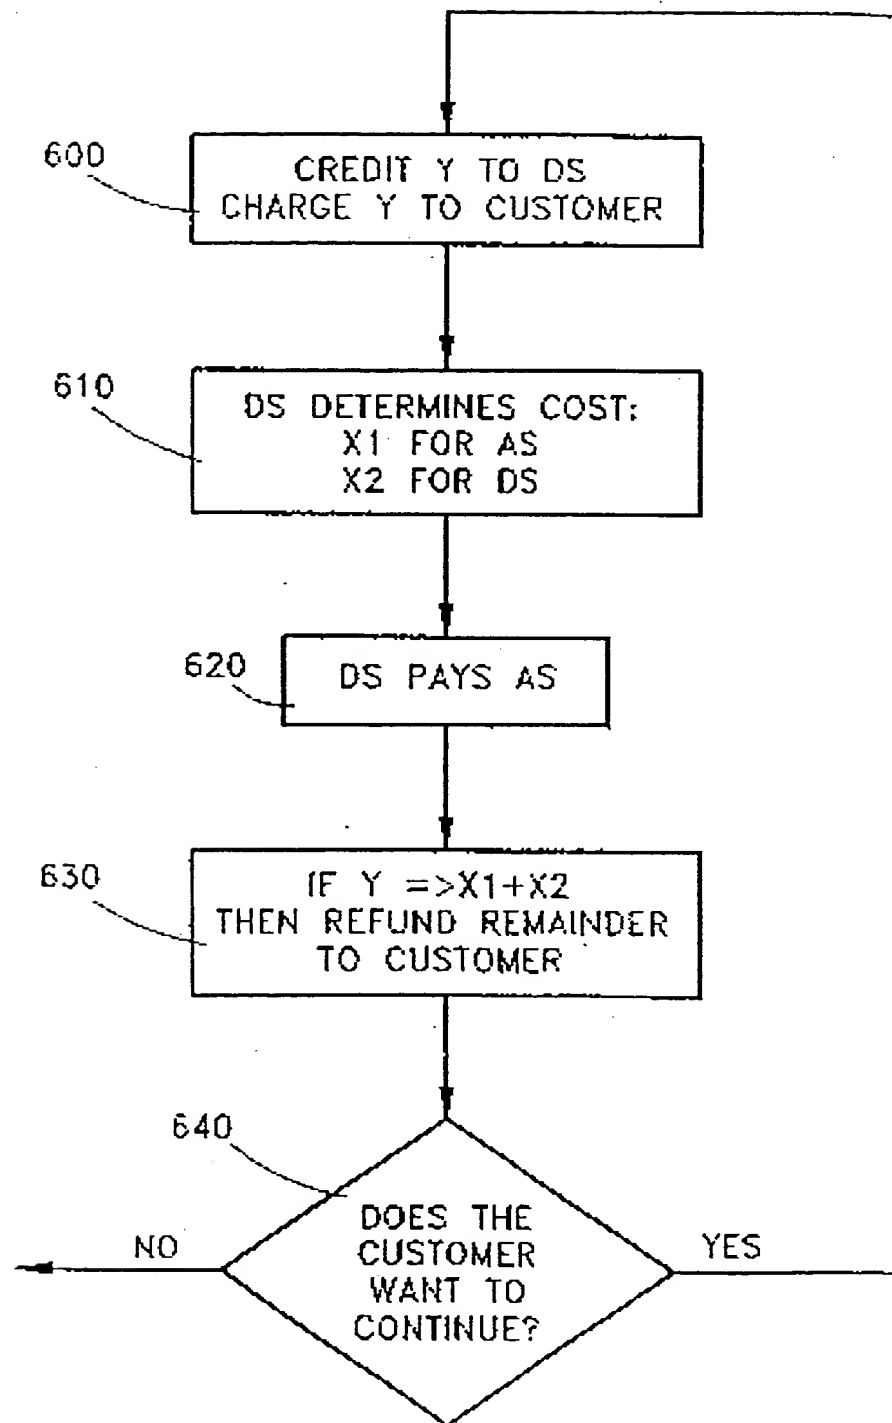 600
CREDIT Y TO DS
CHARGE Y TO CUSTOMER
610
DS DETERMINES COST:
X1 FOR AS
X2 FOR DS
620
DS PAYS AS
630
IF Y =>X1+X2
THEN REFUND REMAINDER
TO CUSTOMER
640
DOES THE
CUSTOMER
WANT TO
CONTINUE?
NO
YES